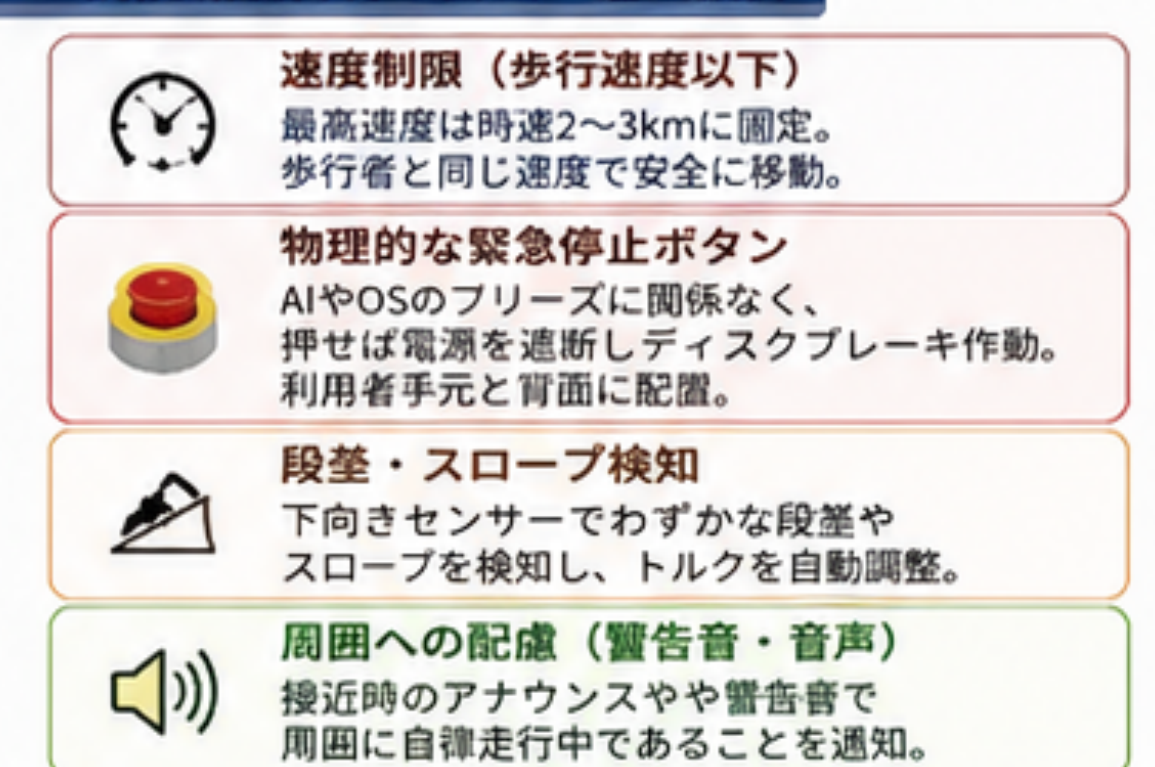 速度制限（歩行速度以下）
最高速度は時速2～3kmに固定。
歩行者と同じ速度で安全に移動。
物理的な緊急停止ボタン
AIやOSのフリーズに関係なく、
押せば電源を遮断しディスクブレーキ作動。
利用者手元と背面に配置。
段差・スロープ検知
下向きセンサーでわずかな段差や
スローブを検知し、トルクを自動調整。
周囲への配慮（警告音・音声）
接近時のアナウンスやや警告音で
周囲に自律走行中であることを通知。